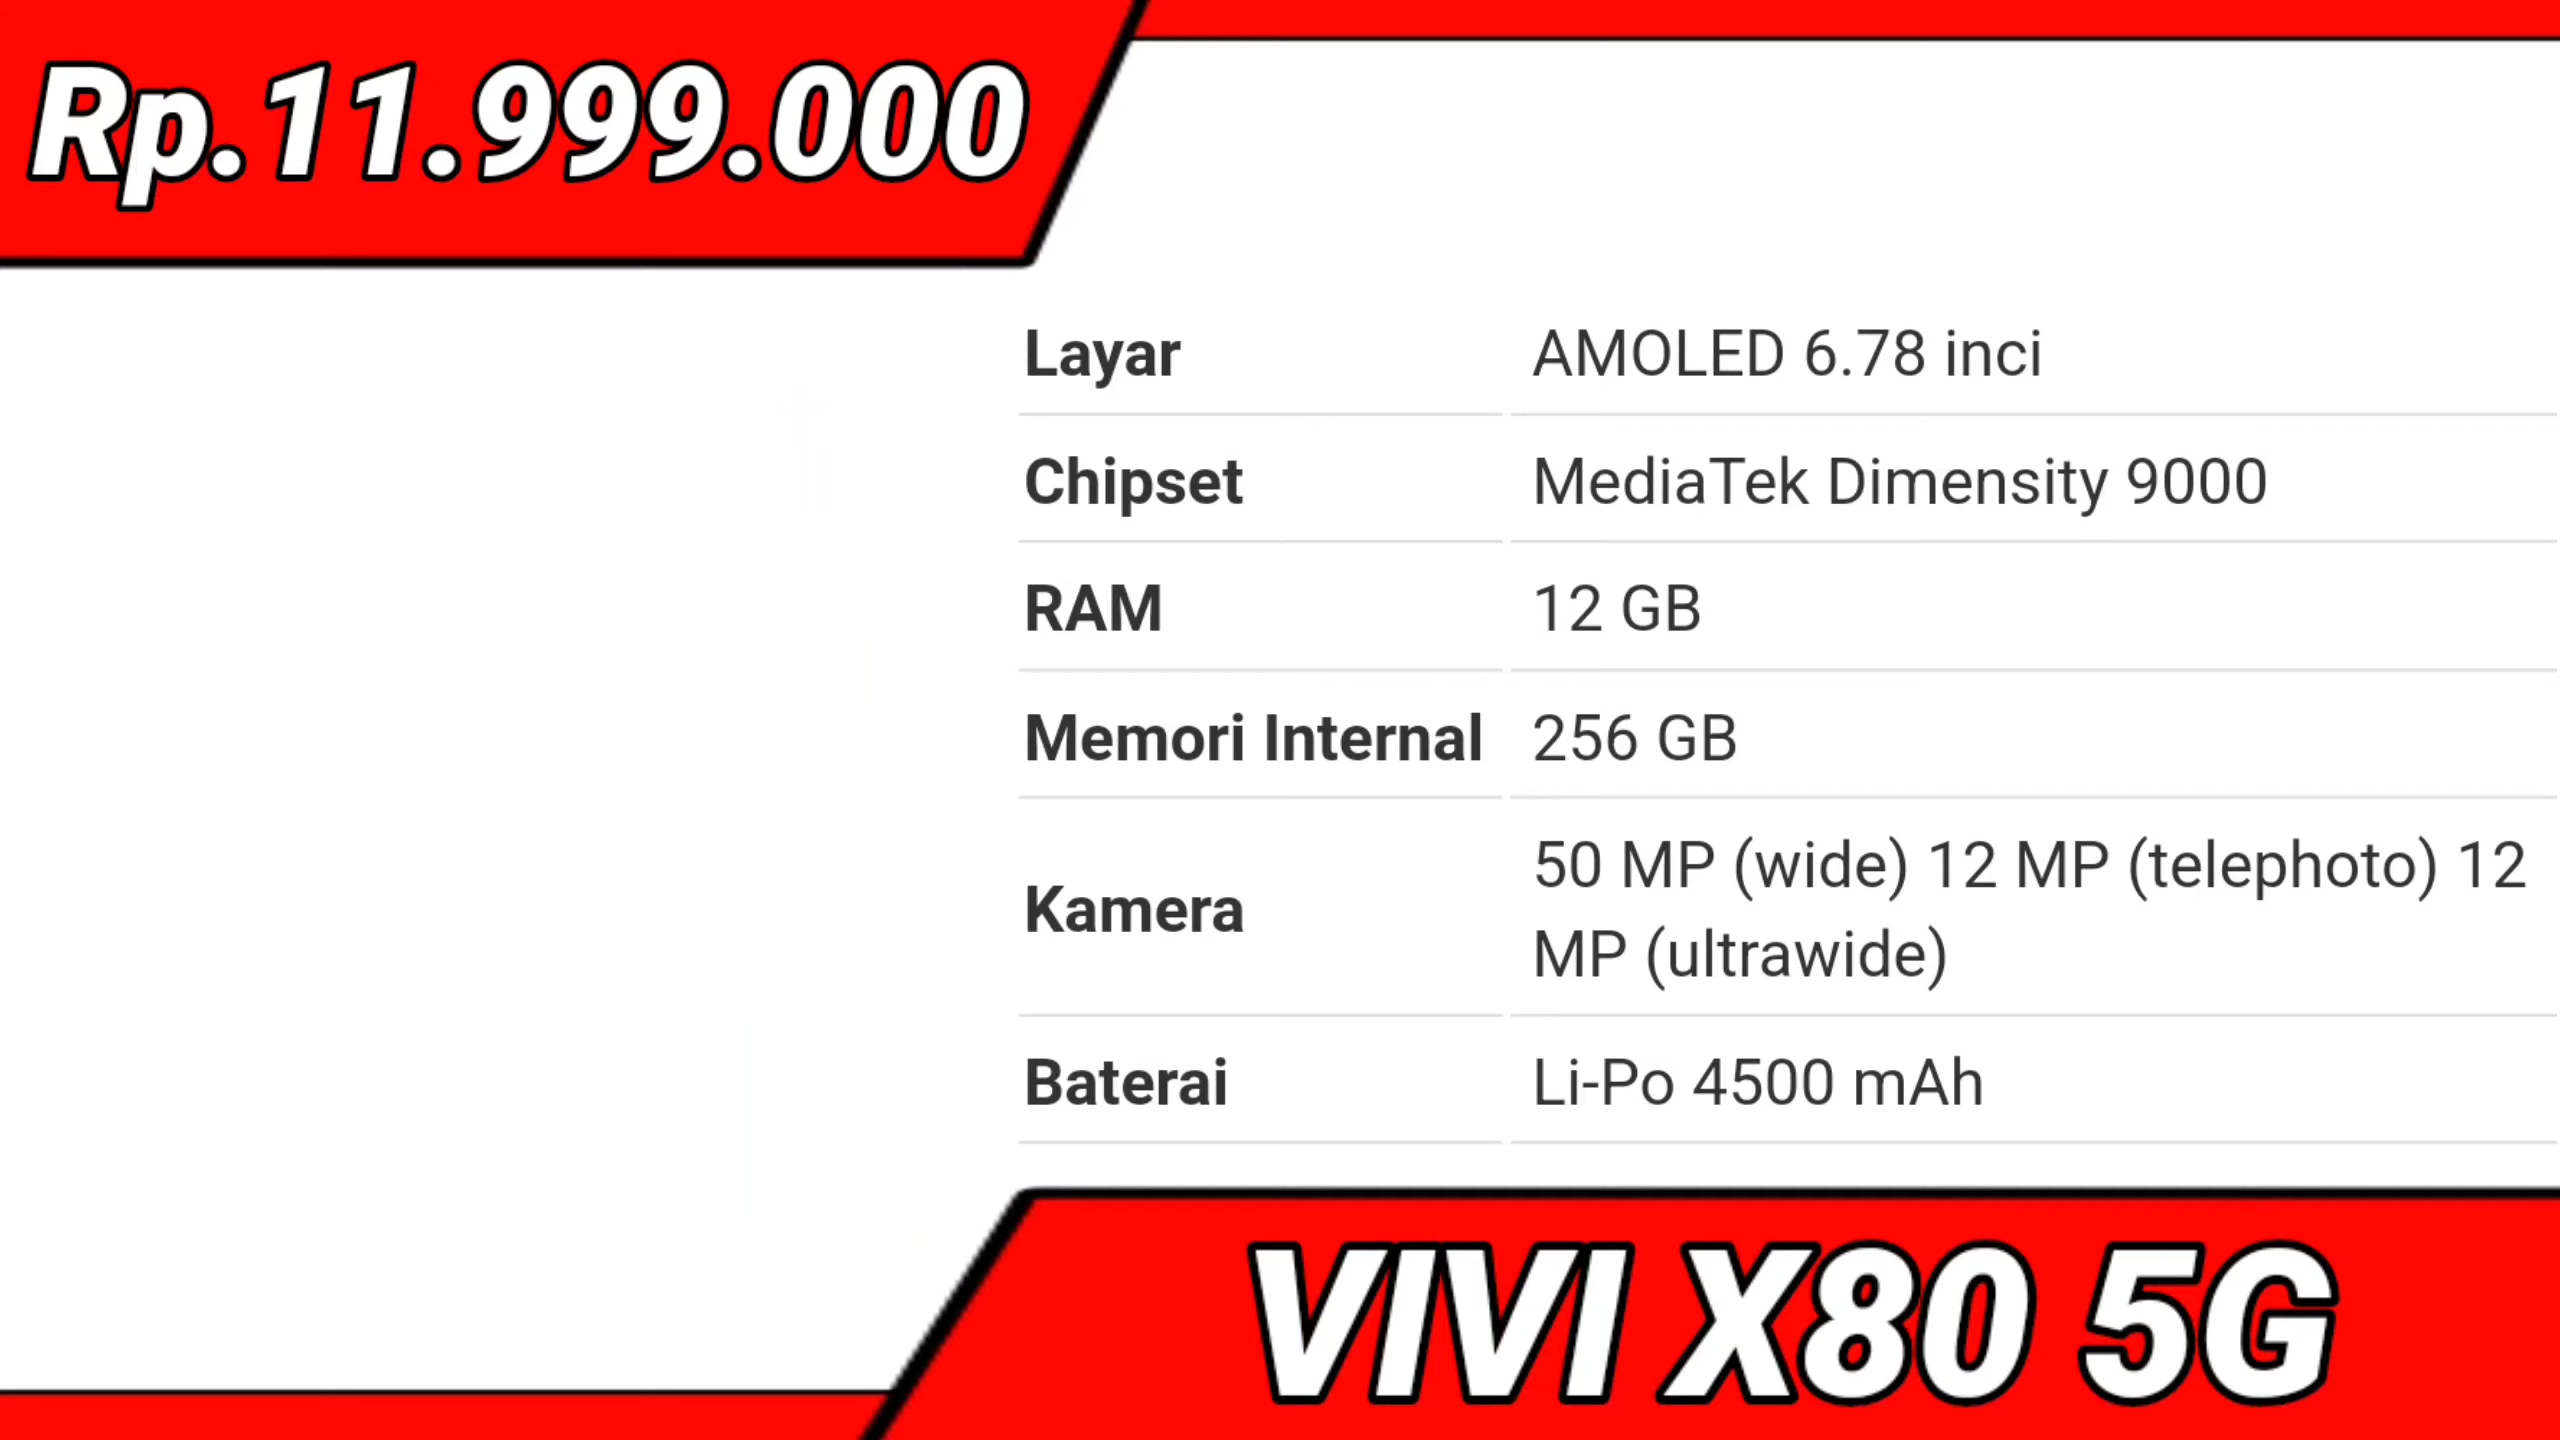 Rp.11.999.000
Layar AMOLED 6.78 inci
Chipset MediaTek Dimensity 9000
RAM 12 GB
Memori Internal 256 GB
Kamera 50 MP (wide) 12 MP (telephoto) 12
MP (ultrawide)
Baterai Li-Po 4500 mAh
VIVI X80 5G